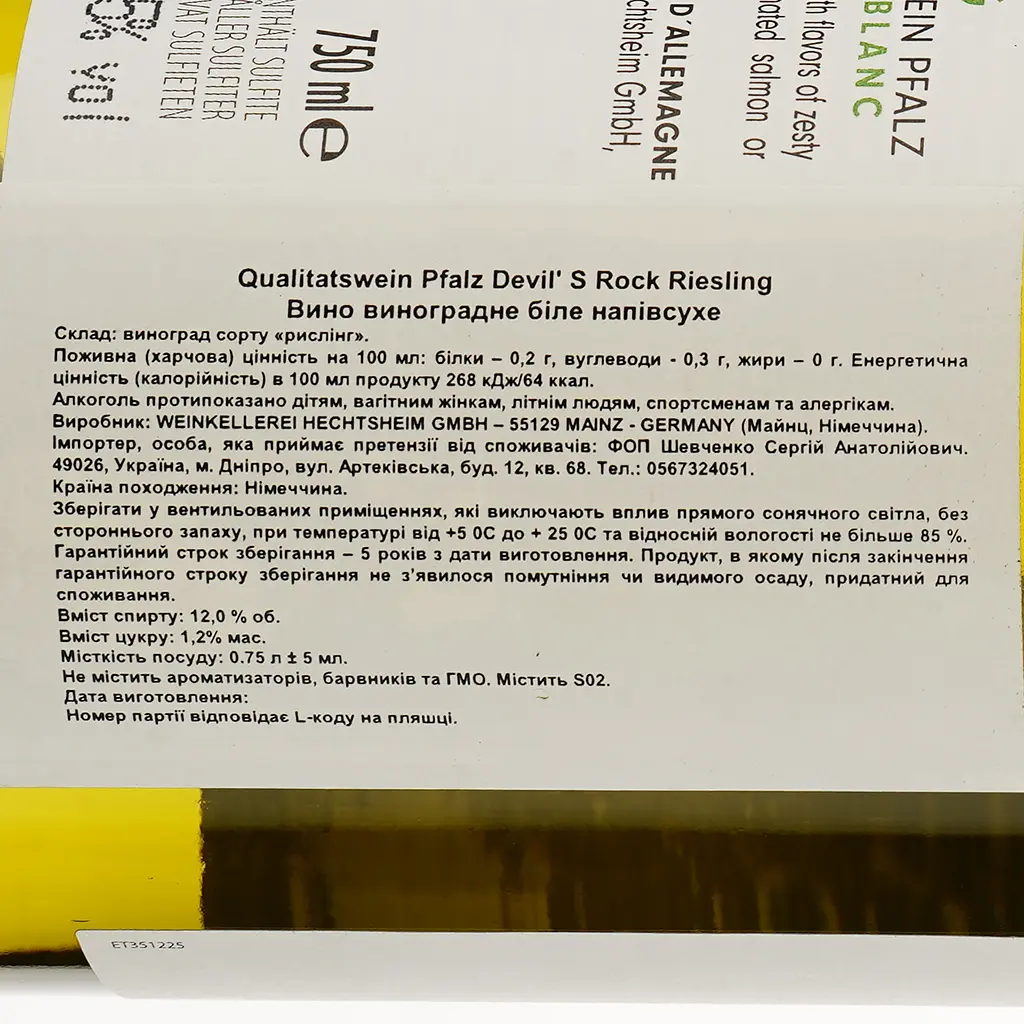 EIN PFALZ
BLANC
th flavors of zesty
salmon or
D'ALLEMAGNE
chtsheim GmbH,
750 ml e
NTHÄLT SULFITE
ÅLLER SULFITER
VAT SULFIETEN
vol
Qualitatswein Pfalz Devil' S Rock Riesling
Вино виноградне біле напівсухе
Склад: виноград сорту «рислінг».
Поживна (харчова) цінність на 100 мл: білки – 0,2 г, вуглеводи - 0,3 г, жири – 0 г. Енергетична
цінність (калорійність) в 100 мл продукту 268 кДж/64 ккал.
Алкоголь протипоказано дітям, вагітним жінкам, літнім людям, спортсменам та алергікам.
Виробник: WEINKELLEREI HECHTSHEIM GMBH – 55129 MAINZ - GERMANY (Майнц, Німеччина).
Імпортер, особа, яка приймає претензії від споживачів: ФОП Шевченко Сергій Анатолійович.
49026, Україна, м. Дніпро, вул. Артеківська, буд. 12, кв. 68. Тел.: 0567324051.
Країна походження: Німеччина.
Зберігати у вентильованих приміщеннях, які виключають вплив прямого сонячного світла, без
стороннього запаху, при температурі від +5 0С до + 25 0С та відносній вологості не більше 85 %.
Гарантійний строк зберігання – 5 років з дати виготовлення. Продукт, в якому після закінчення
гарантійного строку зберігання не з’явилося помутніння чи видимого осаду, придатний для
споживання.
Вміст спирту: 12,0 % об.
Вміст цукру: 1,2% мас.
Місткість посуду: 0.75 л ± 5 мл.
Не містить ароматизаторів, барвників та ГМО. Містить S02.
Дата виготовлення:
Номер партії відповідає L-коду на пляшці.
ET351225